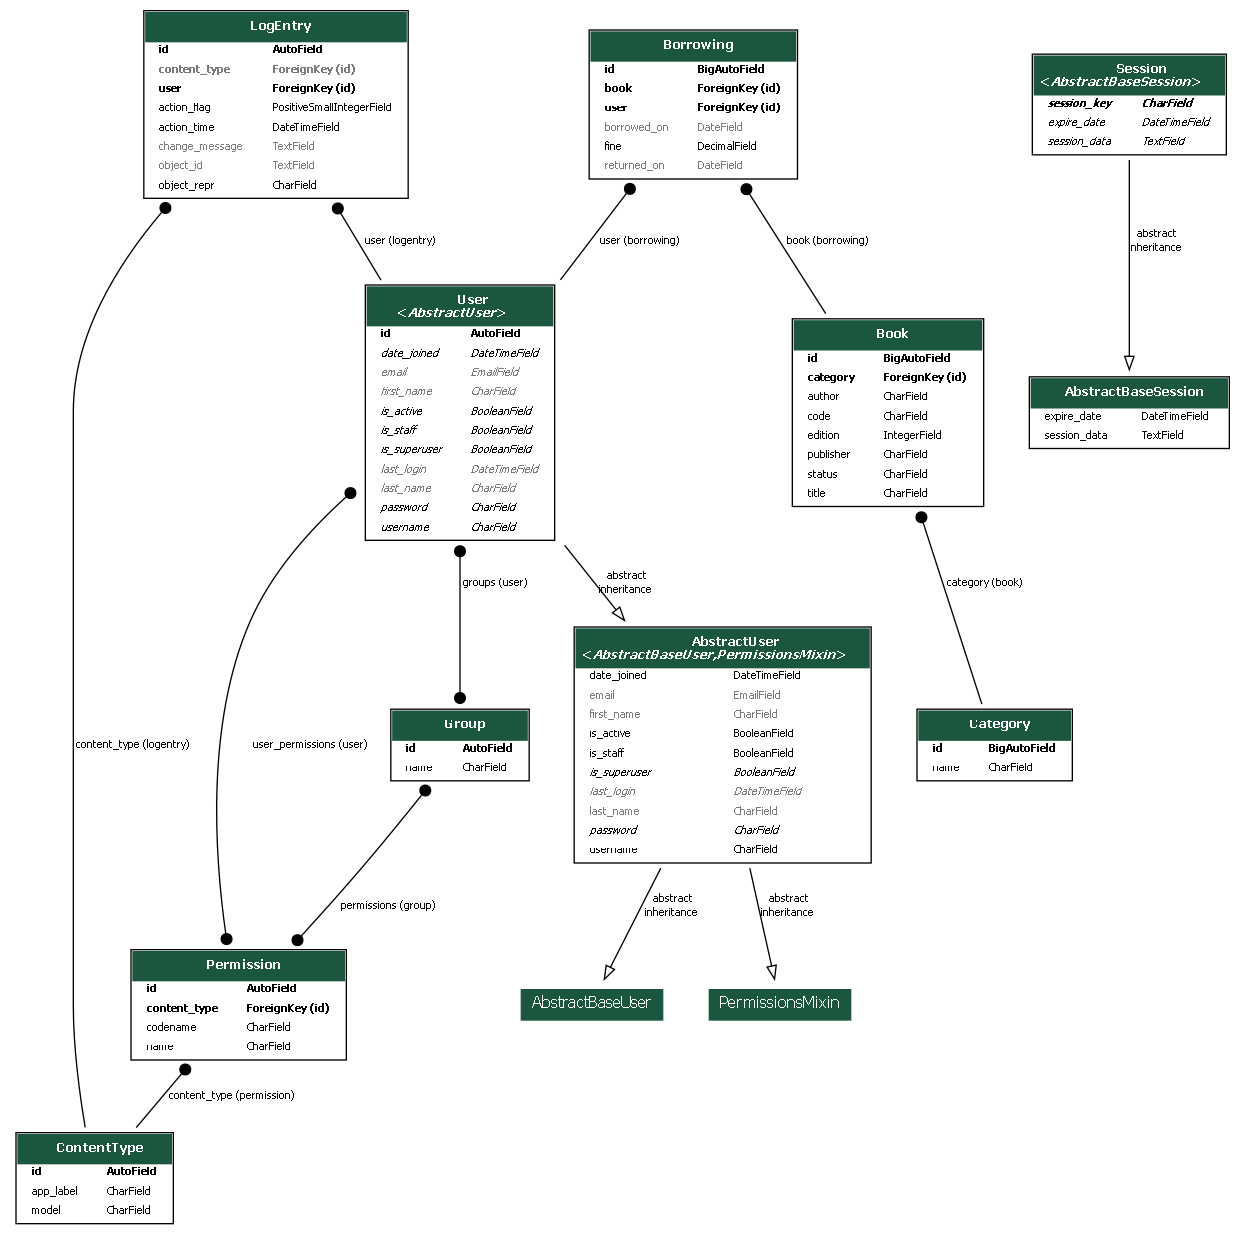 LogEntry
id AutoField
content_type ForeignKey (id)
user ForeignKey (id)
action_flag PositiveSmallIntegerField
action_time DateTimeField
change_message TextField
object_id TextField
object_repr CharField
Borrowing
id BigAutoField
book ForeignKey (id)
user ForeignKey (id)
borrowed_on DateField
fine DecimalField
returned_on DateField
Session
<AbstractBaseSession>
session_key CharField
expire_date DateTimeField
session_data TextField
user (logentry)
user (borrowing)
book (borrowing)
abstract
inheritance
User
<AbstractUser>
id AutoField
date_joined DateTimeField
email EmailField
first_name CharField
is_active BooleanField
is_staff BooleanField
is_superuser BooleanField
last_login DateTimeField
last_name CharField
password CharField
username CharField
Book
id BigAutoField
category ForeignKey (id)
author CharField
code CharField
edition IntegerField
publisher CharField
status CharField
title CharField
AbstractBaseSession
expire_date DateTimeField
session_data TextField
groups (user)
abstract
inheritance
category (book)
AbstractUser
<AbstractBaseUser,PermissionsMixin>
date_joined DateTimeField
email EmailField
first_name CharField
is_active BooleanField
is_staff BooleanField
is_superuser BooleanField
last_login DateTimeField
last_name CharField
password CharField
username CharField
content_type (logentry)
user_permissions (user)
Group
id AutoField
name CharField
Category
id BigAutoField
name CharField
permissions (group)
abstract
inheritance
abstract
inheritance
Permission
id AutoField
content_type ForeignKey (id)
codename CharField
name CharField
AbstractBaseUser
PermissionsMixin
content_type (permission)
ContentType
id AutoField
app_label CharField
model CharField